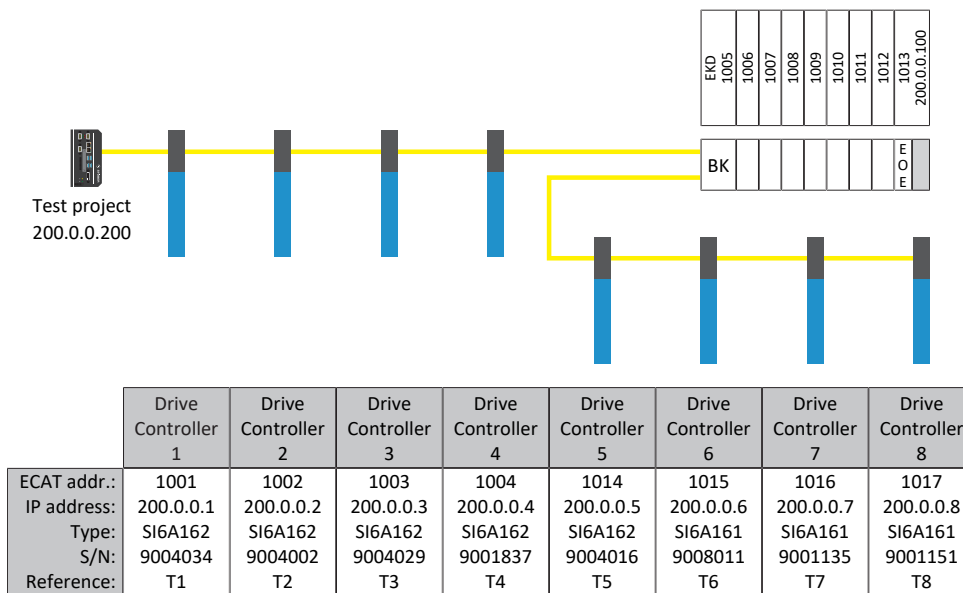 EKD
1005
1006
1007
1008
1009
1010
1011
1012
1013
200.0.0.100
BK
E
O
E
Test project
200.0.0.200
Drive Controller 1 Drive Controller 2 Drive Controller 3 Drive Controller 4 Drive Controller 5 Drive Controller 6 Drive Controller 7 Drive Controller 8
ECAT addr.: 1001 1002 1003 1004 1014 1015 1016 1017
IP address: 200.0.0.1 200.0.0.2 200.0.0.3 200.0.0.4 200.0.0.5 200.0.0.6 200.0.0.7 200.0.0.8
Type: SI6A162 SI6A162 SI6A162 SI6A162 SI6A162 SI6A161 SI6A161 SI6A161
S/N: 9004034 9004002 9004029 9001837 9004016 9008011 9001135 9001151
Reference: T1 T2 T3 T4 T5 T6 T7 T8